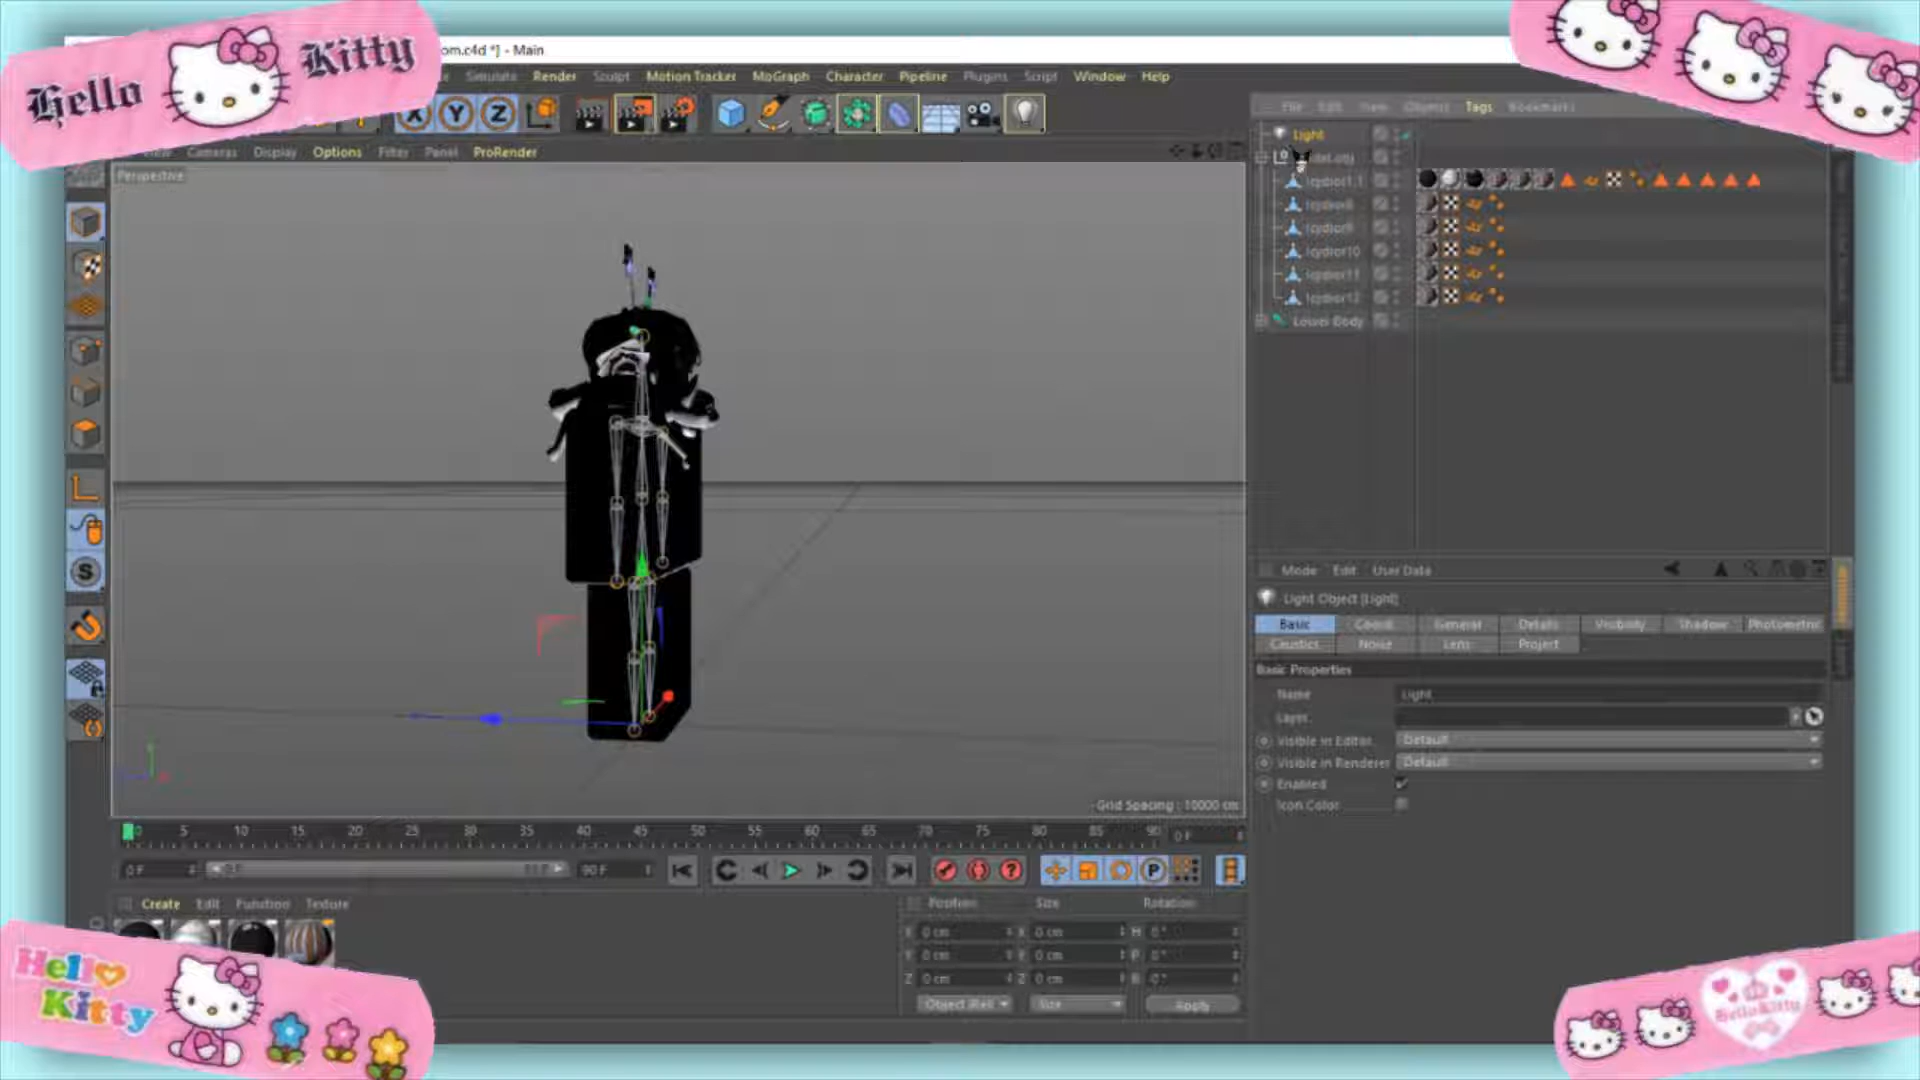 Hello Kitty
om.c4d *] - Main
Simulate Render Sculpt Motion Tracker MoGraph Character Pipeline Plugins Script Window Help
File Edit View Objects Tags Bookmarks
X Y Z
Light
View Cameras Display Options Filter Panel ProRender
Perspective
Lower Body
Mode Edit User Data
Light Object [Light]
Basic Coord. General Details Visibility Shadow Photometric
Caustics Noise Lens Project
Basic Properties
Name Light
Layer
Visible in Editor Default
Visible in Renderer Default
Enabled
Icon Color
Grid Spacing : 10000 cm
0 5 10 15 20 25 30 35 40 45 50 55 60 65 70 75 80 85 90 0 F
0 F 90 F
Create Edit Function Texture
Position Size Rotation
X 0 cm X 0 cm H 0 °
Y 0 cm Y 0 cm P 0 °
Z 0 cm Z 0 cm B 0 °
Object (Rel) Size Apply
Hello
Kitty
Hello Kitty